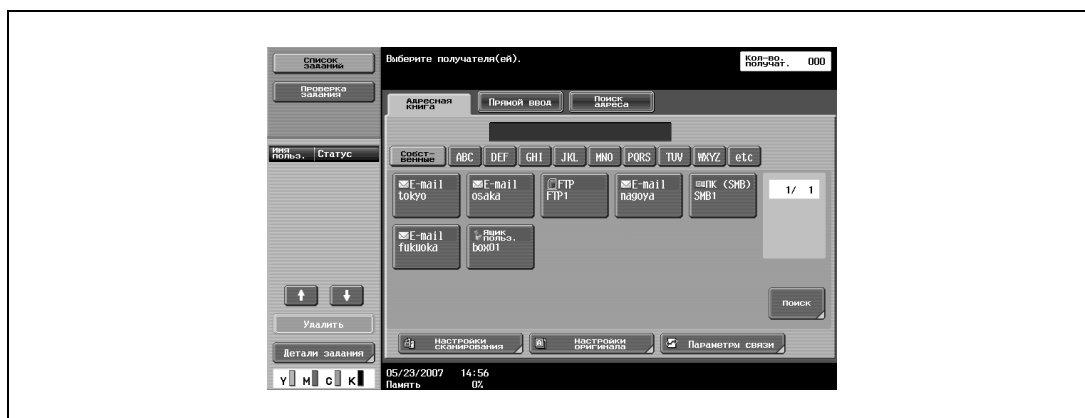 Список
заданий
Проверка
задания
Имя
польз.
Статус
Удалить
Детали задания
Y M C K
Выберите получателя(ей).
Кол-во.
получат.
000
Адресная
книга
Прямой ввод
Поиск
адреса
Собст-
венные
ABC DEF GHI JKL MNO PQRS TUV WXYZ etc
E-mail
tokyo
E-mail
osaka
FTP
FTP1
E-mail
nagoya
ПК (SMB)
SMB1
1/ 1
E-mail
fukuoka
Ящик
польз.
box01
Поиск
Настройки
сканирования
Настройки
оригинала
Параметры связи
05/23/2007 14:56
Память 0%